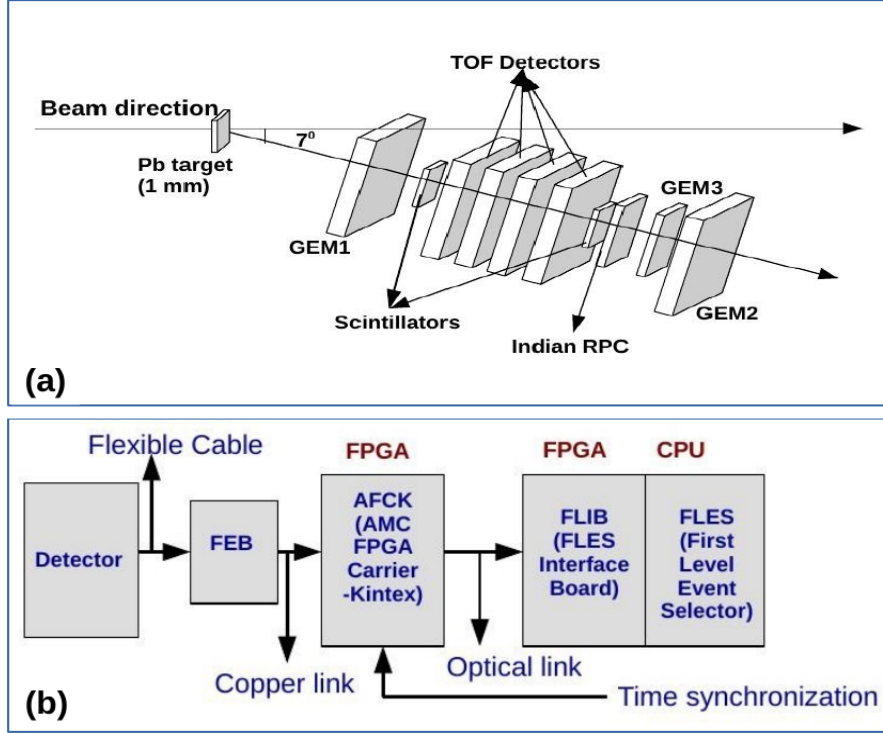 TOF Detectors
Beam direction
7⁰
Pb target
(1 mm)
GEM1
GEM3
GEM2
Scintillators
Indian RPC
(a)
Flexible Cable
FPGA
FPGA
CPU
Detector
FEB
AFCK
(AMC
FPGA
Carrier
-Kintex)
FLIB
(FLES
Interface
Board)
FLES
(First
Level
Event
Selector)
Copper link
Optical link
Time synchronization
(b)